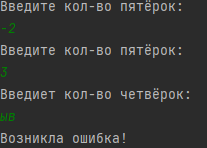 Введите кол-во пятёрок:
-2
Введите кол-во пятёрок:
3
Введиет кол-во четвёрок:
ыв
Возникла ошибка!